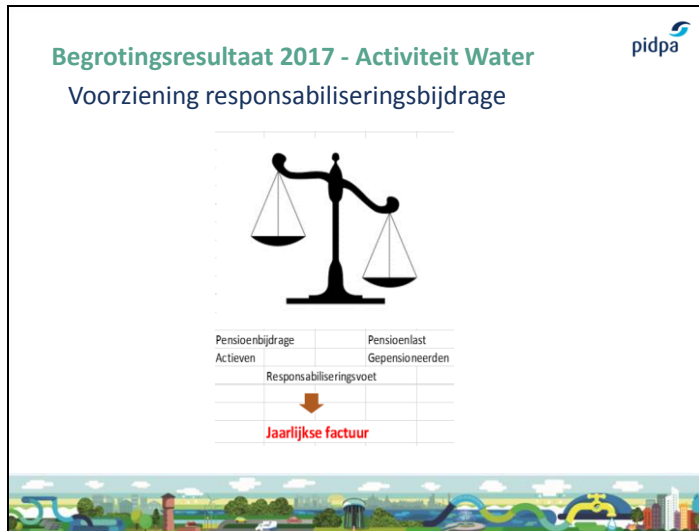 Begrotingsresultaat 2017 - Activiteit Water
pidpa
Voorziening responsabiliseringsbijdrage
Pensioenbijdrage Pensioenlast
Actieven Gepensioneerden
Responsabiliseringsvoet
Jaarlijkse factuur